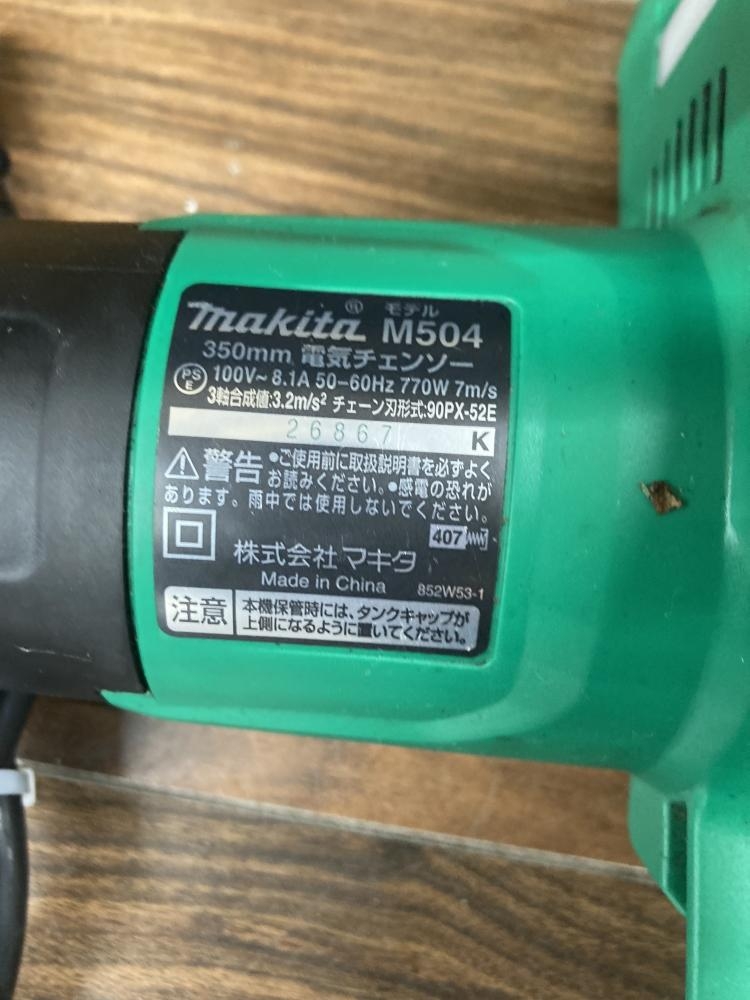 makita® モデル M504
350mm 電気チェンソー
PS E 100V~ 8.1A 50-60Hz 770W 7m/s
3軸合成値:3.2m/s² チェーン刃形式:90PX-52E
26867 K
警告 •ご使用前に取扱説明書を必ずよく
お読みください。•感電の恐れが
あります。雨中では使用しないでください。
407
株式会社 マキタ
Made in China 852W53-1
注意 本機保管時には、タンクキャップが
上側になるように置いてください。